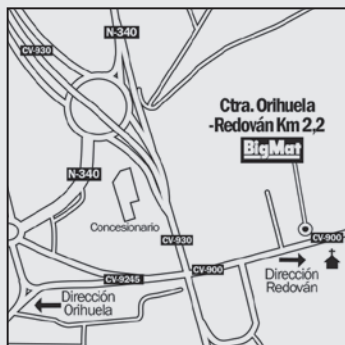 N-340
CV-930
Ctra. Orihuela
-Redován Km 2,2
BigMat
N-340
Concesionario
CV-930
CV-900
CV-900
CV-9245
Dirección
Redován
Dirección
Orihuela